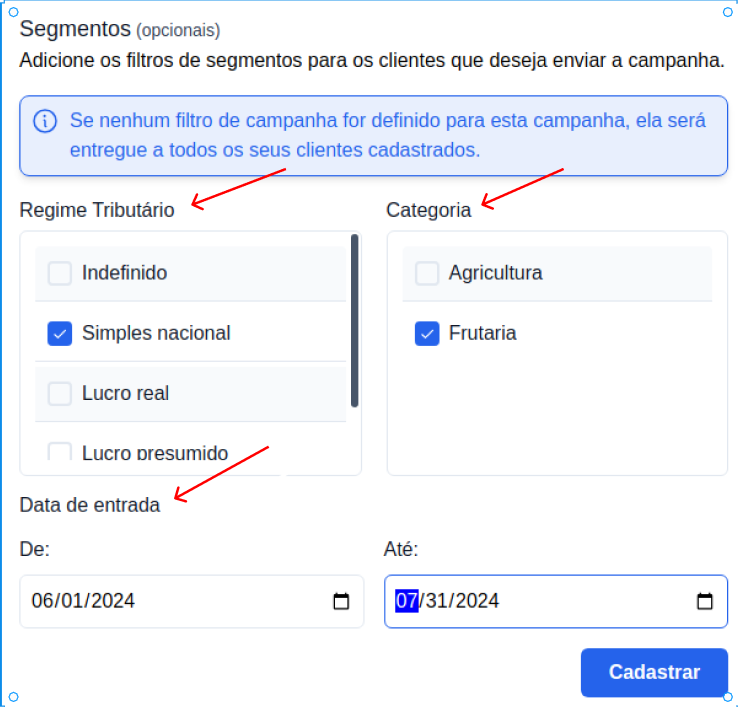 Segmentos (opcionais)
Adicione os filtros de segmentos para os clientes que deseja enviar a campanha.
Se nenhum filtro de campanha for definido para esta campanha, ela será
entregue a todos os seus clientes cadastrados.
Regime Tributário
Categoria
Indefinido
Agricultura
Simples nacional
Frutaria
Lucro real
Lucro presumido
Data de entrada
De:
Até:
06/01/2024
07/31/2024
Cadastrar